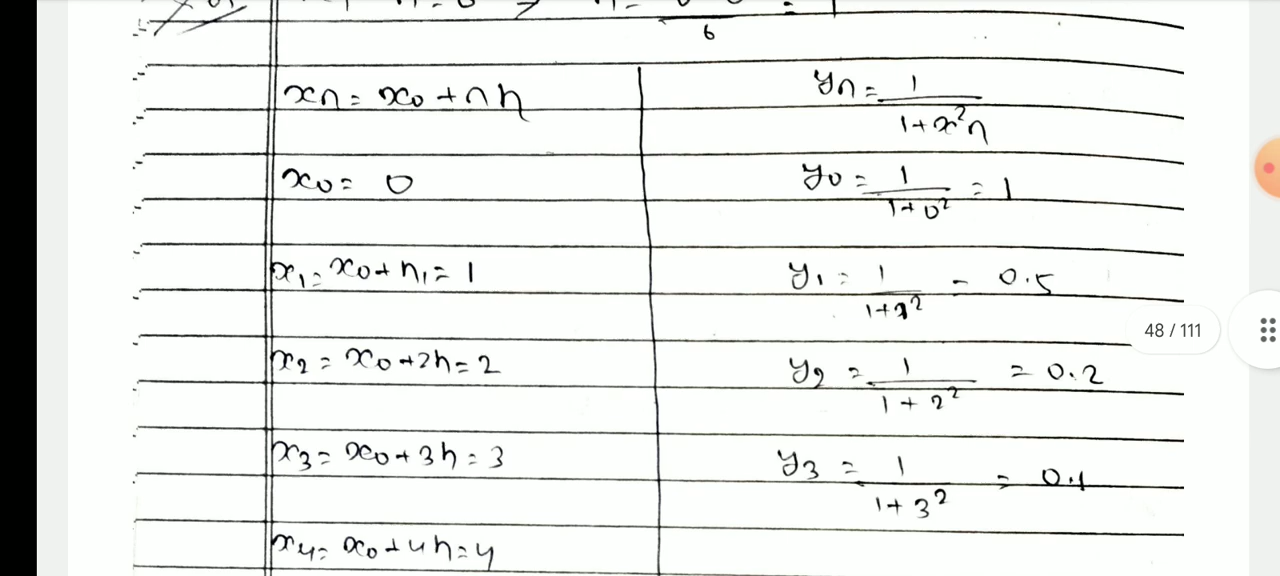 6
xn = x0 + nh
yn = 1/(1+x²n)
x0 = 0
y0 = 1/(1+0²) = 1
x1 = x0 + h1 = 1
y1 = 1/(1+1²) = 0.5
x2 = x0 + 2h = 2
y2 = 1/(1+2²) = 0.2
48 / 111
x3 = x0 + 3h = 3
y3 = 1/(1+3²) = 0.1
x4 = x0 + 4h = 4